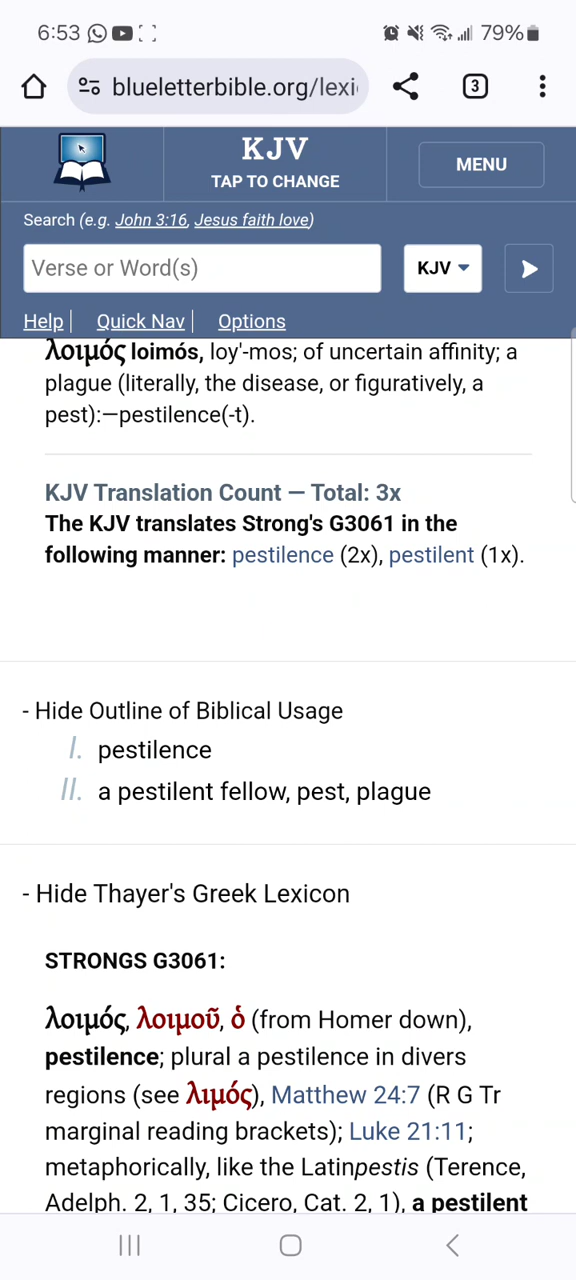 6:53 79%
blueletterbible.org/lexi 3
KJV
TAP TO CHANGE
MENU
Search (e.g. John 3:16, Jesus faith love)
Verse or Word(s) KJV
Help Quick Nav Options
λοιμός loimós, loy'-mos; of uncertain affinity; a
plague (literally, the disease, or figuratively, a
pest):—pestilence(-t).
KJV Translation Count — Total: 3x
The KJV translates Strong's G3061 in the
following manner: pestilence (2x), pestilent (1x).
- Hide Outline of Biblical Usage
I. pestilence
II. a pestilent fellow, pest, plague
- Hide Thayer's Greek Lexicon
STRONGS G3061:
λοιμός, λοιμοῦ, ὁ (from Homer down),
pestilence; plural a pestilence in divers
regions (see λιμός), Matthew 24:7 (R G Tr
marginal reading brackets); Luke 21:11;
metaphorically, like the Latinpestis (Terence,
Adelph. 2, 1, 35; Cicero, Cat. 2, 1), a pestilent